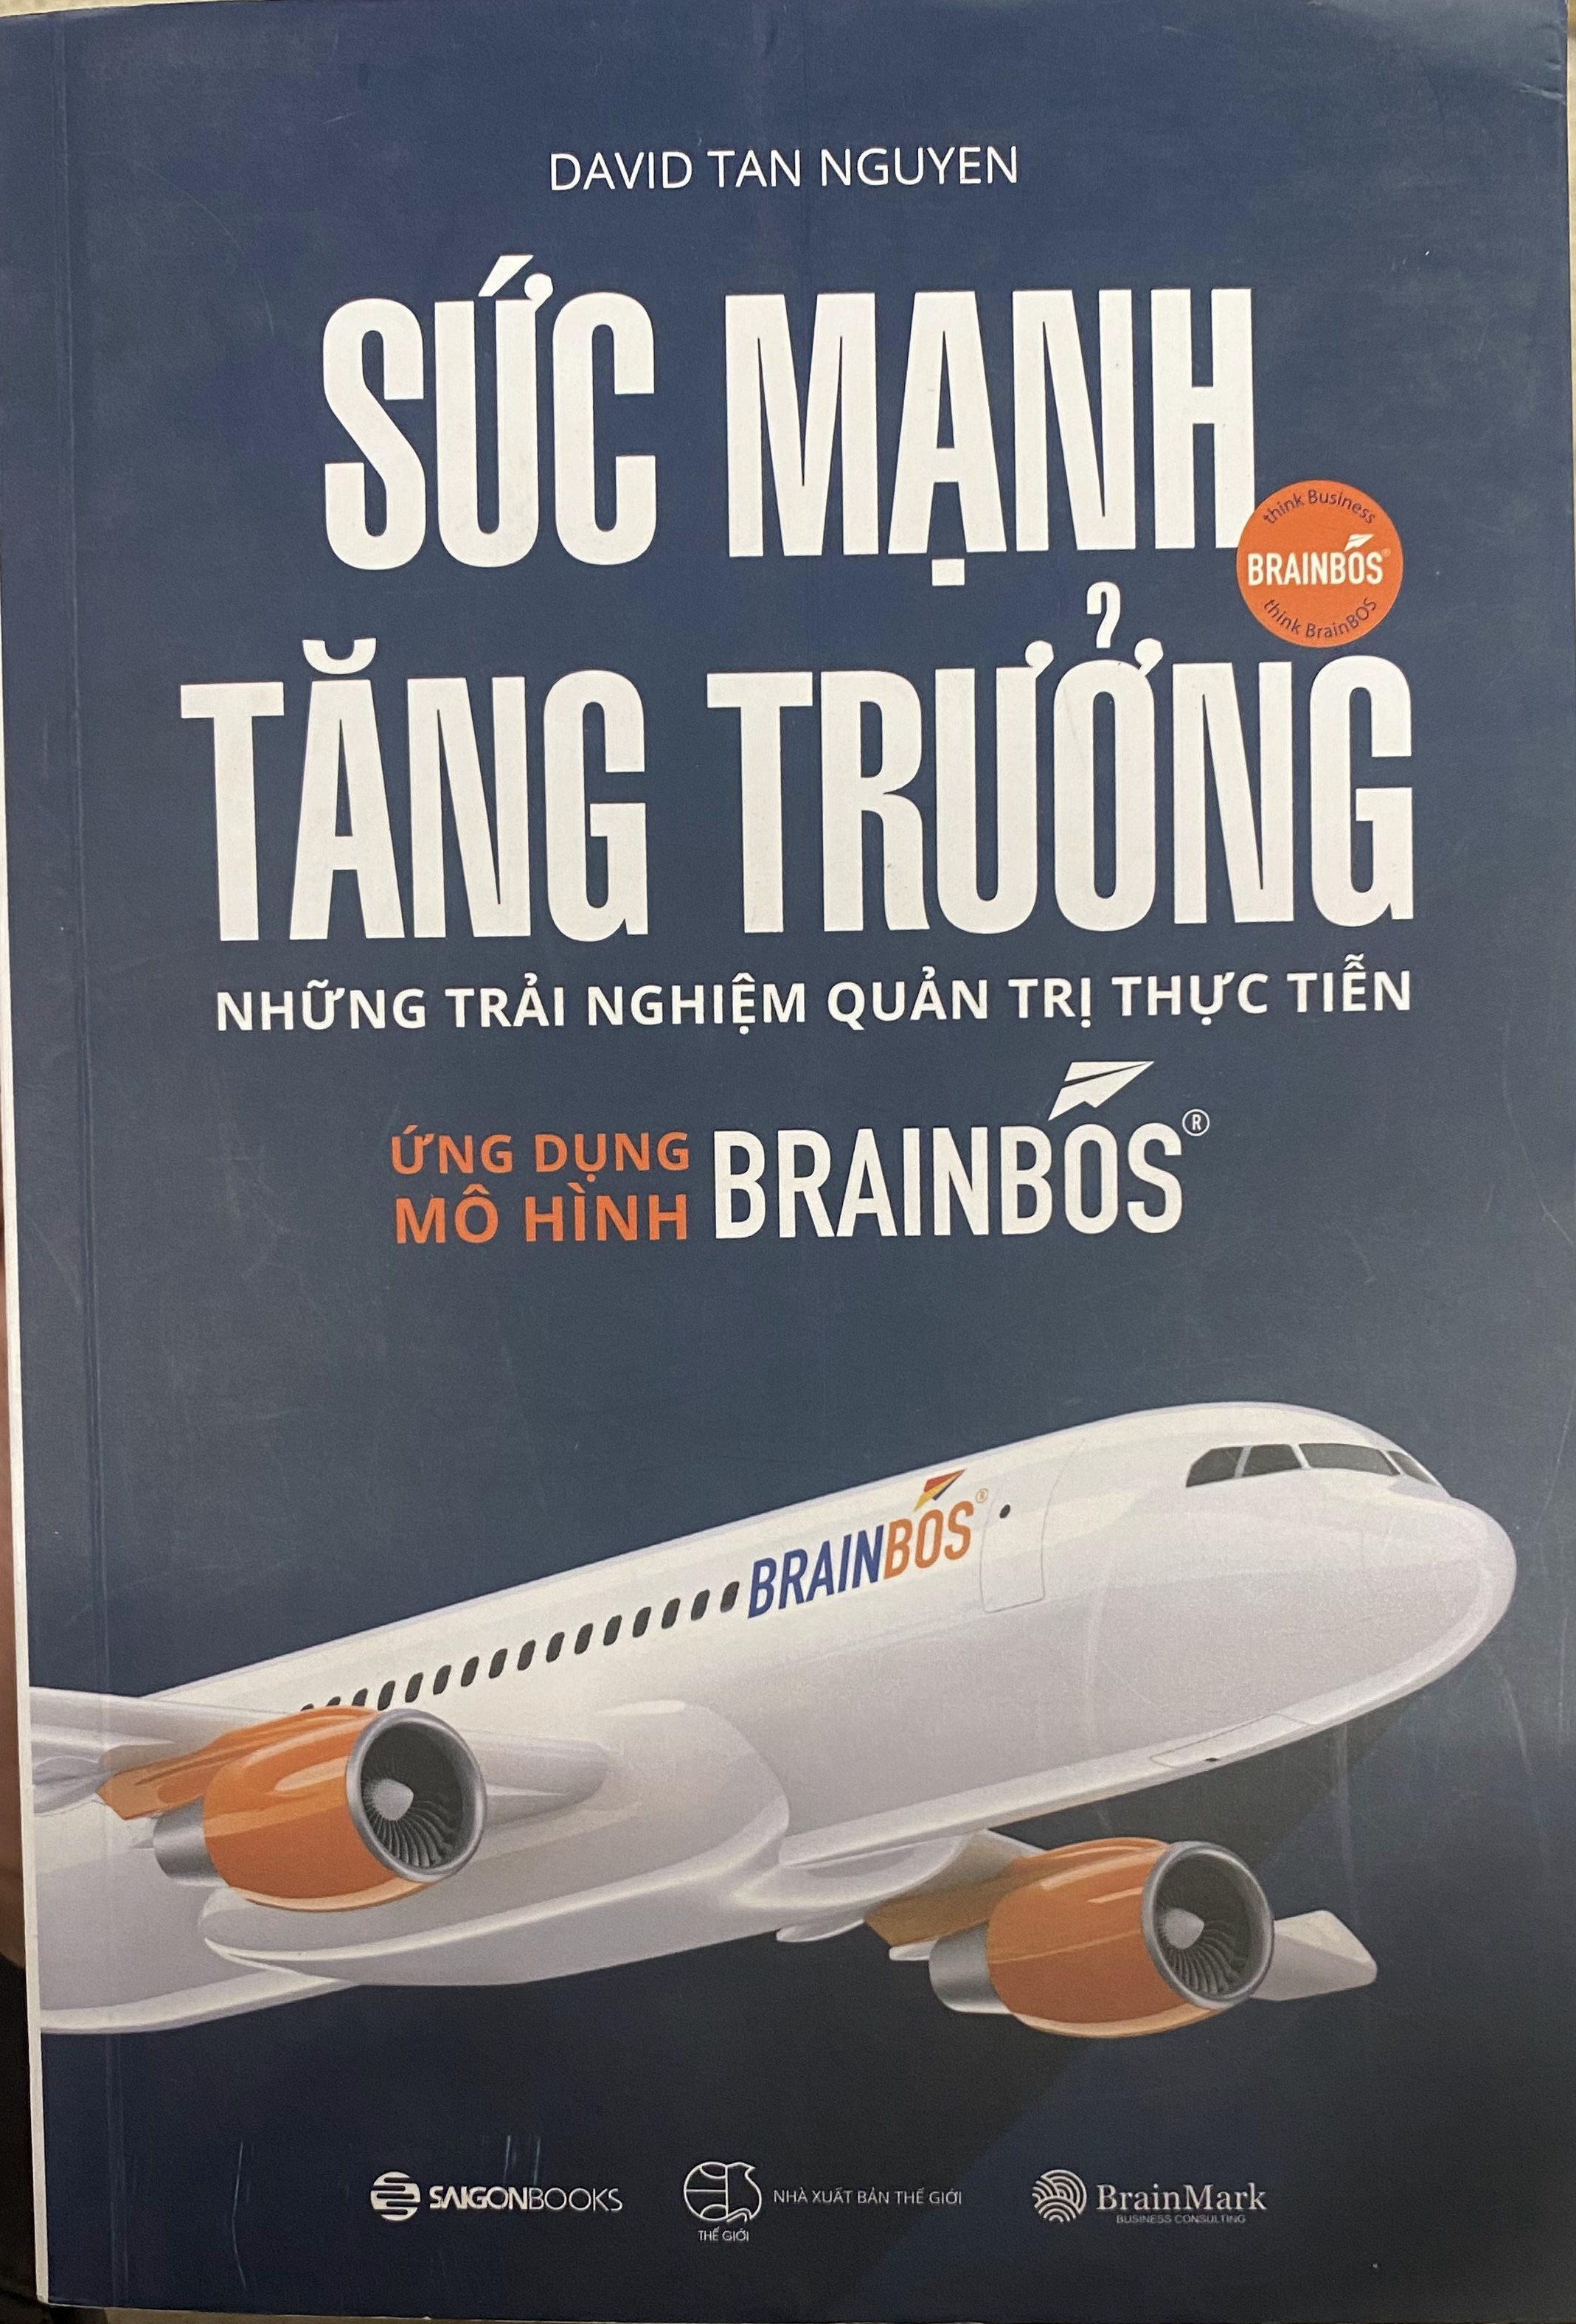 DAVID TAN NGUYEN
SỨC MẠNH
think Business
BRAINBOS®
think BrainBOS
TĂNG TRƯỞNG
NHỮNG TRẢI NGHIỆM QUẢN TRỊ THỰC TIỄN
ỨNG DỤNG
MÔ HÌNH
BRAINBOS®
BRAINBOS®
SAIGONBOOKS
THẾ GIỚI
NHÀ XUẤT BẢN THẾ GIỚI
BrainMark
BUSINESS CONSULTING